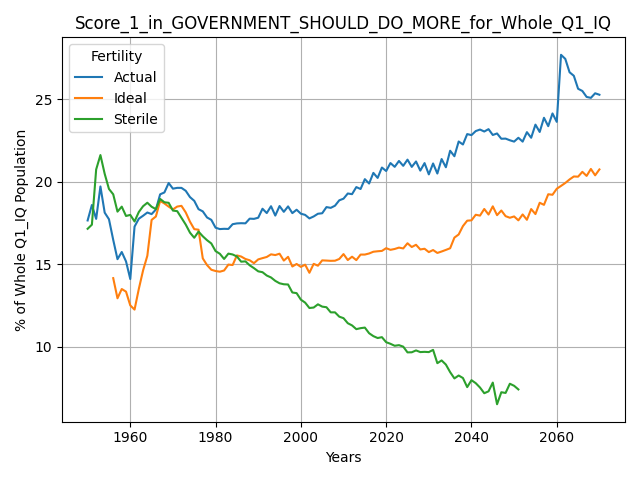 Score_1_in_GOVERNMENT_SHOULD_DO_MORE_for_Whole_Q1_IQ
Fertility
Actual
Ideal
Sterile
% of Whole Q1_IQ Population
25
20
15
10
1960
1980
2000
2020
2040
2060
Years